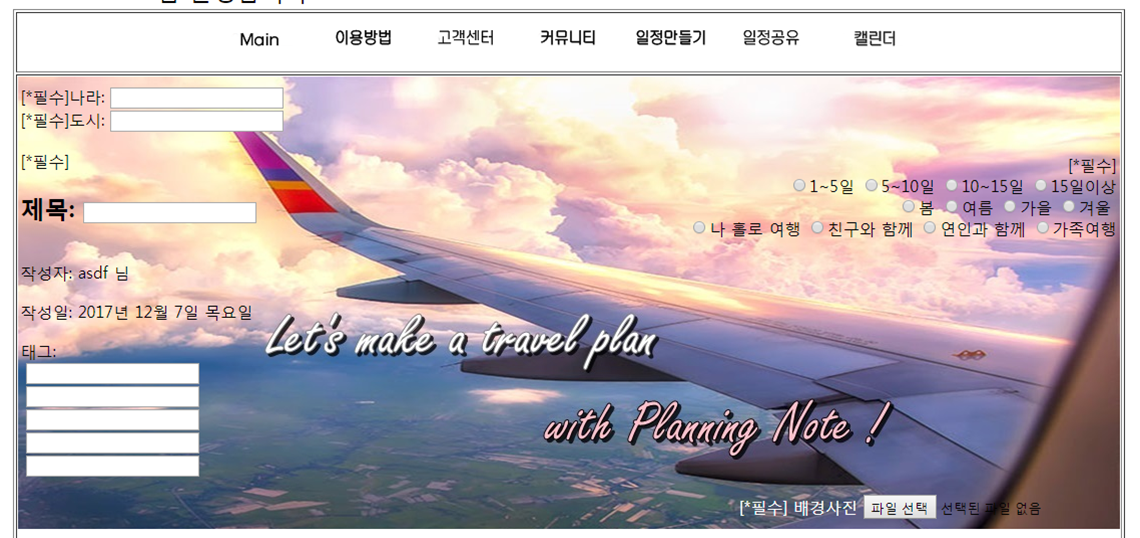 Main 이용방법 고객센터 커뮤니티 일정만들기 일정공유 캘린더
[*필수]나라:
[*필수]도시:
[*필수]
[*필수]
1~5일 5~10일 10~15일 15일이상
봄 여름 가을 겨울
나 홀로 여행 친구와 함께 연인과 함께 가족여행
제목:
작성자: asdf 님
작성일: 2017년 12월 7일 목요일
태그:
Let's make a travel plan
with Planning Note !
[*필수] 배경사진 파일 선택 선택된 파일 없음